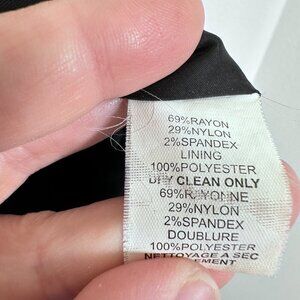 69%RAYON
29%NYLON
2%SPANDEX
LINING
100%POLYESTER
DRY CLEAN ONLY
69%RAYONNE
29%NYLON
2%SPANDEX
DOUBLURE
100%POLYESTER
NETTOYAGE A SEC